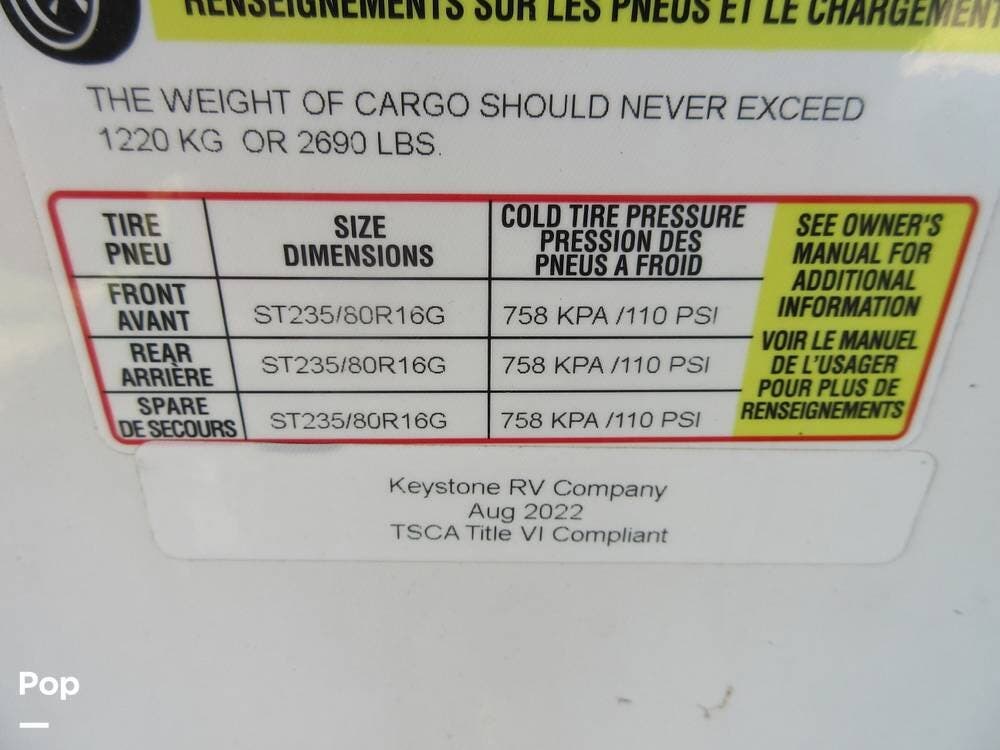 RENSEIGNEMENTS SUR LES PNEUS ET LE CHARGEMENT
THE WEIGHT OF CARGO SHOULD NEVER EXCEED
1220 KG OR 2690 LBS.
TIRE
PNEU
SIZE
DIMENSIONS
COLD TIRE PRESSURE
PRESSION DES
PNEUS A FROID
FRONT
AVANT
ST235/80R16G
758 KPA /110 PSI
REAR
ARRIÈRE
ST235/80R16G
758 KPA /110 PSI
SPARE
DE SECOURS
ST235/80R16G
758 KPA /110 PSI
SEE OWNER'S
MANUAL FOR
ADDITIONAL
INFORMATION
VOIR LE MANUEL
DE L'USAGER
POUR PLUS DE
RENSEIGNEMENTS
Keystone RV Company
Aug 2022
TSCA Title VI Compliant
Pop